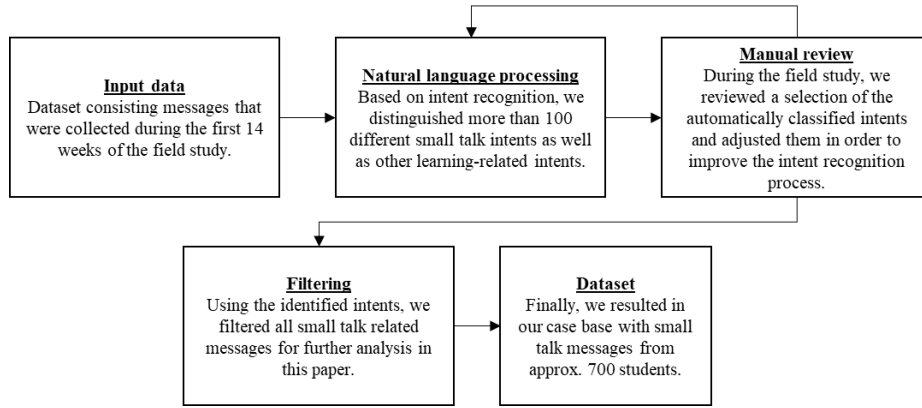 Input data
Dataset consisting messages that
were collected during the first 14
weeks of the field study.
Natural language processing
Based on intent recognition, we
distinguished more than 100
different small talk intents as well
as other learning-related intents.
Manual review
During the field study, we
reviewed a selection of the
automatically classified intents
and adjusted them in order to
improve the intent recognition
process.
Filtering
Using the identified intents, we
filtered all small talk related
messages for further analysis in
this paper.
Dataset
Finally, we resulted in
our case base with small
talk messages from
approx. 700 students.